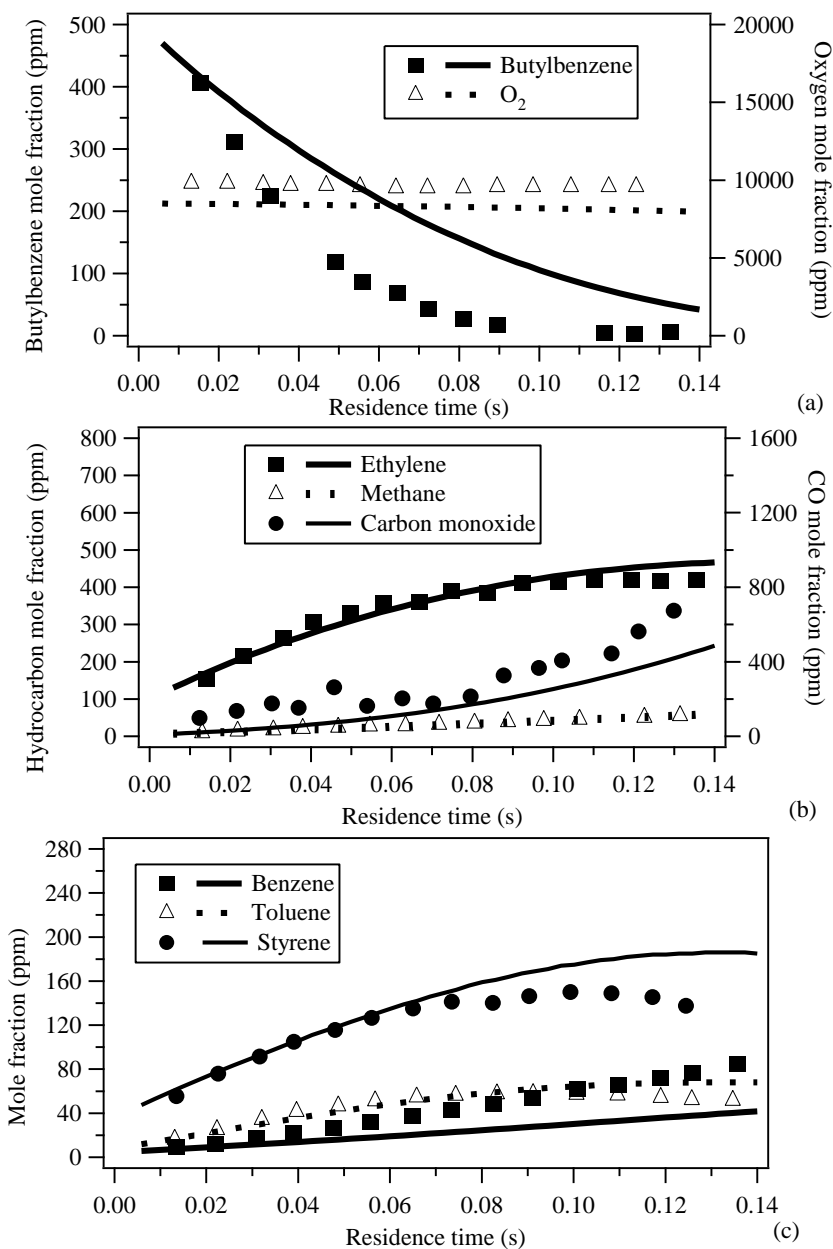 500
400
300
200
100
0
Butylbenzene mole fraction (ppm)
20000
15000
10000
5000
0
Oxygen mole fraction (ppm)
Butylbenzene
O2
0.00 0.02 0.04 0.06 0.08 0.10 0.12 0.14
Residence time (s)
(a)
800
700
600
500
400
300
200
100
0
Hydrocarbon mole fraction (ppm)
1600
1200
800
400
0
CO mole fraction (ppm)
Ethylene
Methane
Carbon monoxide
0.00 0.02 0.04 0.06 0.08 0.10 0.12 0.14
Residence time (s)
(b)
280
240
200
160
120
80
40
0
Mole fraction (ppm)
Benzene
Toluene
Styrene
0.00 0.02 0.04 0.06 0.08 0.10 0.12 0.14
Residence time (s)
(c)